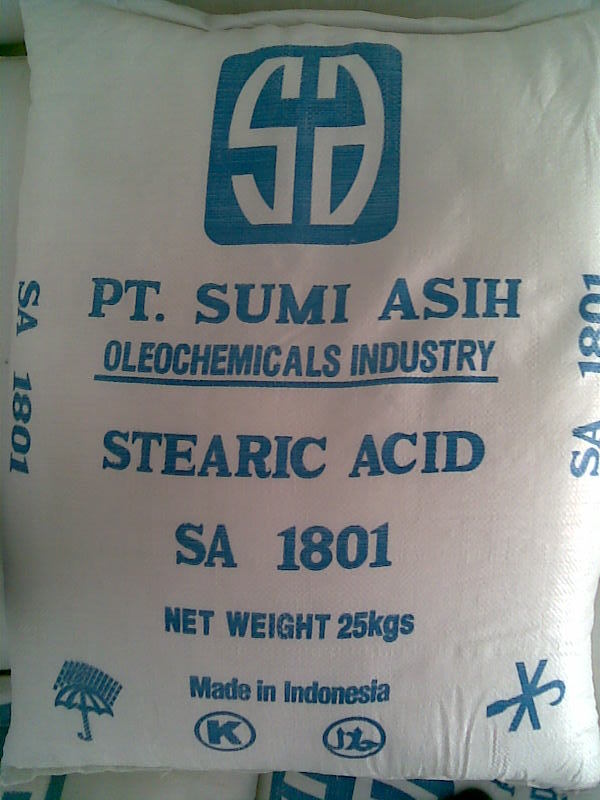 SA
PT. SUMI ASIH
OLEOCHEMICALS INDUSTRY
STEARIC ACID
SA 1801
NET WEIGHT 25kgs
Made in Indonesia
K
SA 1801
SA 1801